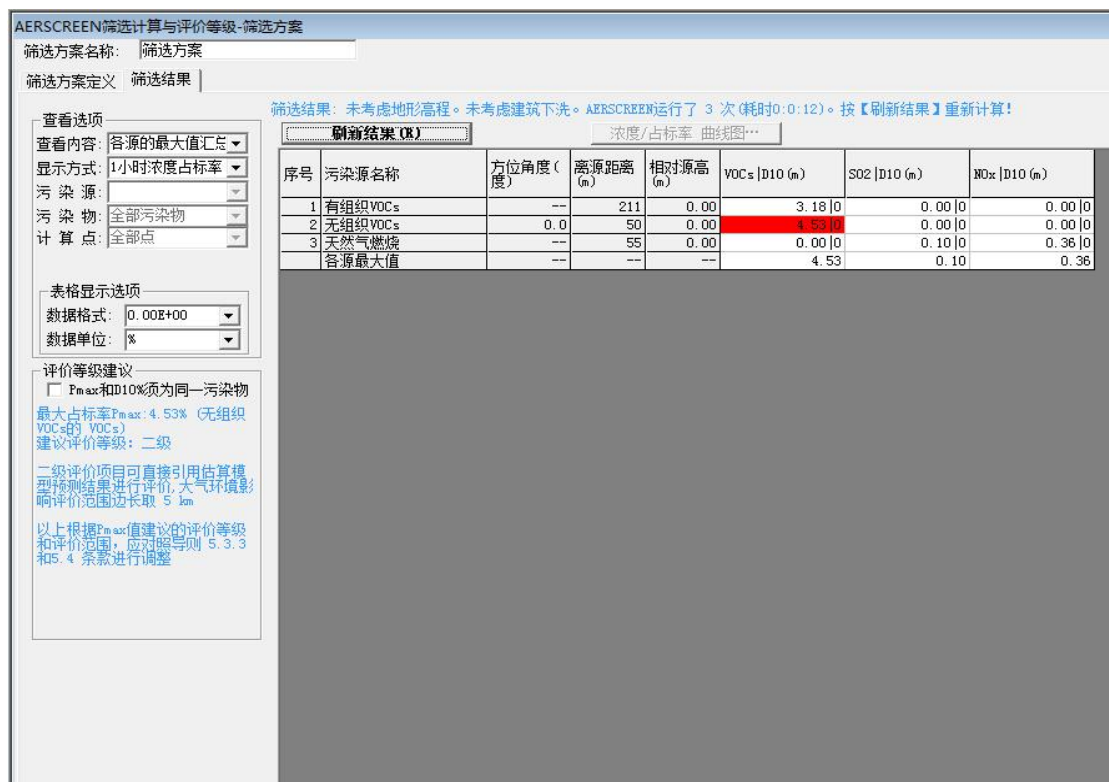 AERSCREEN筛选计算与评价等级-筛选方案
筛选方案名称: 筛选方案
筛选方案定义 筛选结果
筛选结果: 未考虑地形高程。未考虑建筑下洗。AERSCREEN运行了 3 次(耗时0:0:12)。按【刷新结果】重新计算!
查看选项
查看内容: 各源的最大值汇总
显示方式: 1小时浓度占标率
污 染 源:
污 染 物: 全部污染物
计 算 点: 全部点
表格显示选项
数据格式: 0.00E+00
数据单位: %
评价等级建议
Pmax和D10%须为同一污染物
最大占标率Pmax:4.53% (无组织
VOCs的 VOCs)
建议评价等级: 二级
二级评价项目可直接引用估算模
型预测结果进行评价,大气环境影
响评价范围边长取 5 km
以上根据Pmax值建议的评价等级
和评价范围,应对照导则 5.3.3
和5.4 条款进行调整
刷新结果(R) 浓度/占标率 曲线图…
序号 污染源名称 方位角度(度) 离源距离(m) 相对源高(m) VOCs|D10(m) SO2|D10(m) NOx|D10(m)
1 有组织VOCs -- 211 0.00 3.18|0 0.00|0 0.00|0
2 无组织VOCs 0.0 50 0.00 4.53|0 0.00|0 0.00|0
3 天然气燃烧 -- 55 0.00 0.00|0 0.10|0 0.36|0
各源最大值 -- -- -- 4.53 0.10 0.36